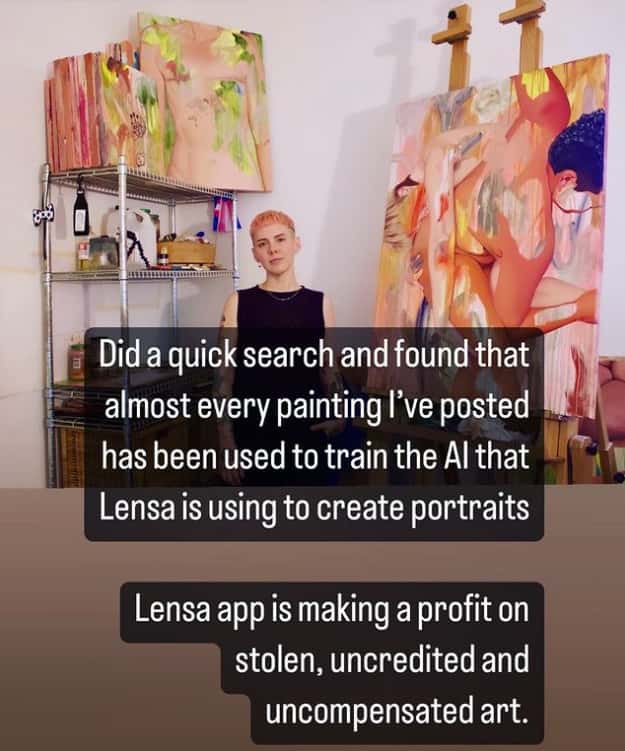 Did a quick search and found that
almost every painting I've posted
has been used to train the AI that
Lensa is using to create portraits
Lensa app is making a profit on
stolen, uncredited and
uncompensated art.